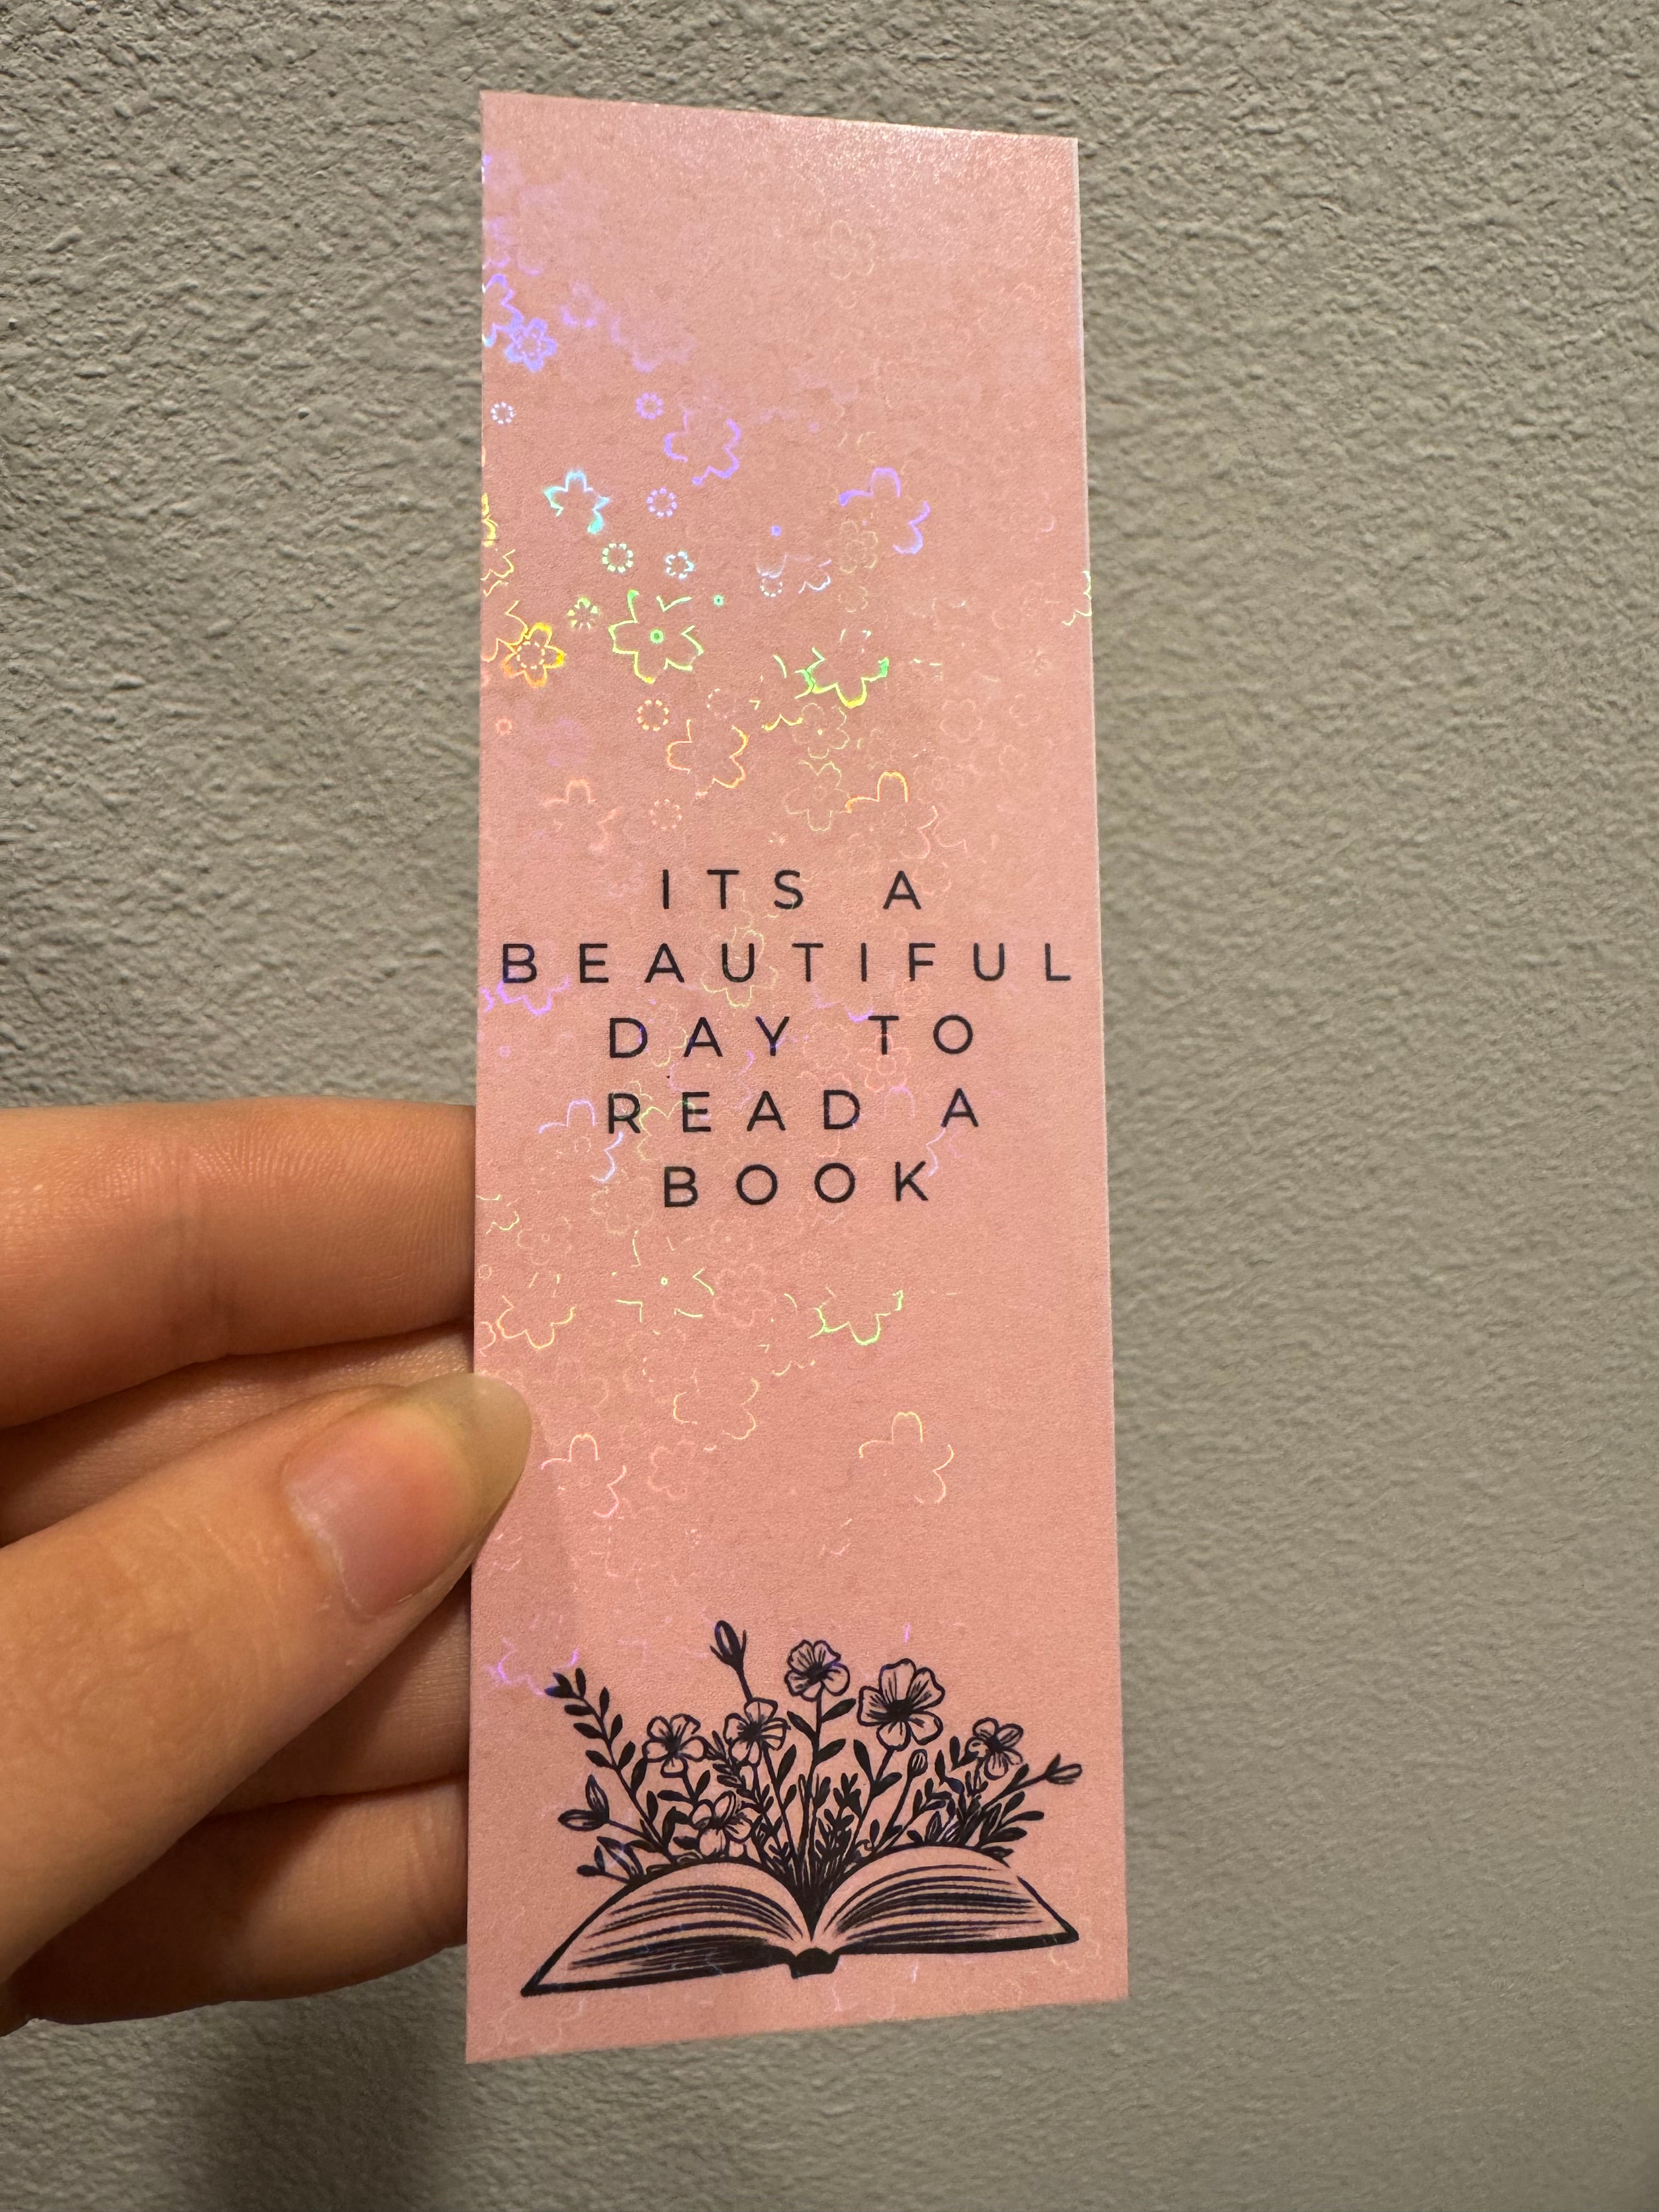 ITS A
BEAUTIFUL
DAY TO
READ A
BOOK